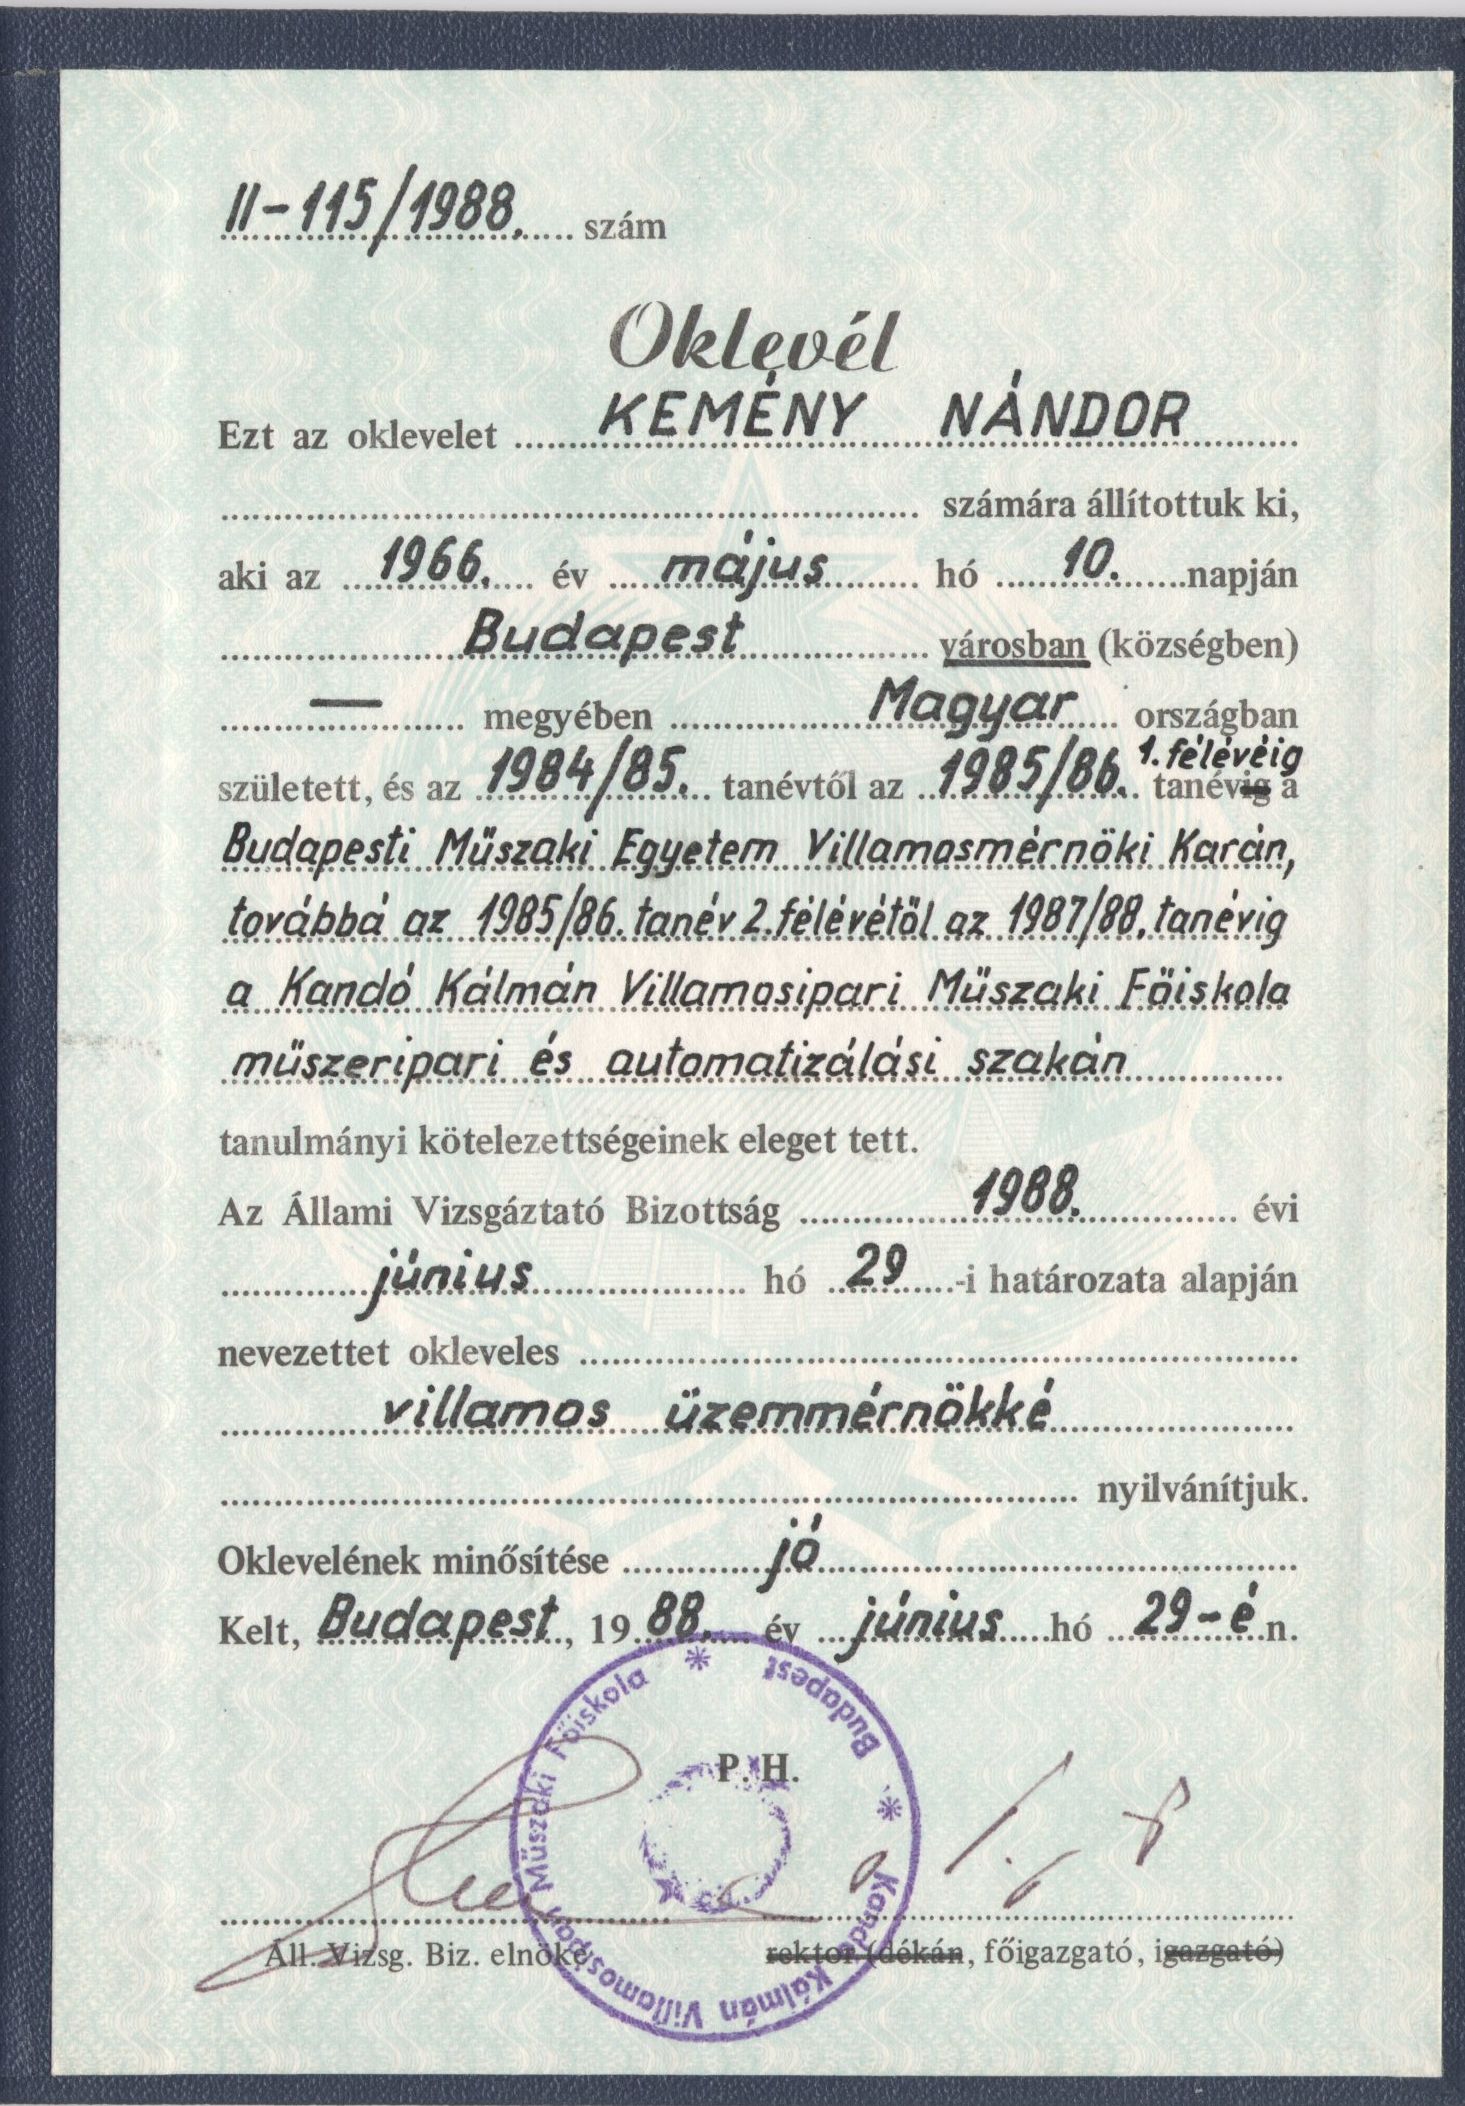 II-115/1988. szám
Oklevél
Ezt az oklevelet KEMÉNY NÁNDOR
számára állítottuk ki,
aki az 1966. év május hó 10. napján
Budapest városban (községben)
— megyében Magyar országban
született, és az 1984/85. tanévtől az 1985/86. 1. félévéig tanévig a
Budapesti Műszaki Egyetem Villamosmérnöki Karán,
továbbá az 1985/86. tanév 2. félévétől az 1987/88. tanévig
a Kandó Kálmán Villamosipari Műszaki Főiskola
műszeripari és automatizálási szakán
tanulmányi kötelezettségeinek eleget tett.
Az Állami Vizsgáztató Bizottság 1988. évi
június hó 29-i határozata alapján
nevezettet okleveles
villamos üzemmérnökké
nyilvánítjuk.
Oklevelének minősítése jó
Kelt, Budapest, 1988. év június hó 29-én.
P. H.
Áll. Vizsg. Biz. elnöke rektor (dékán, főigazgató, igazgató)
Kandó Kálmán Villamosipari Műszaki Főiskola * Budapest *